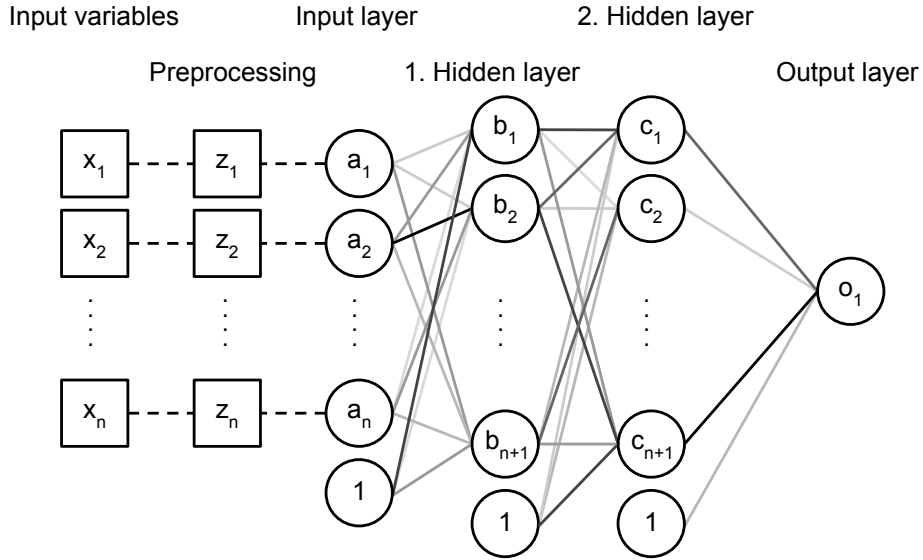 Input variables Input layer 2. Hidden layer
Preprocessing 1. Hidden layer Output layer
b₁ c₁
x₁ z₁ a₁
b₂ c₂
x₂ z₂ a₂
o₁
xₙ zₙ aₙ
bₙ₊₁ cₙ₊₁
1
1 1